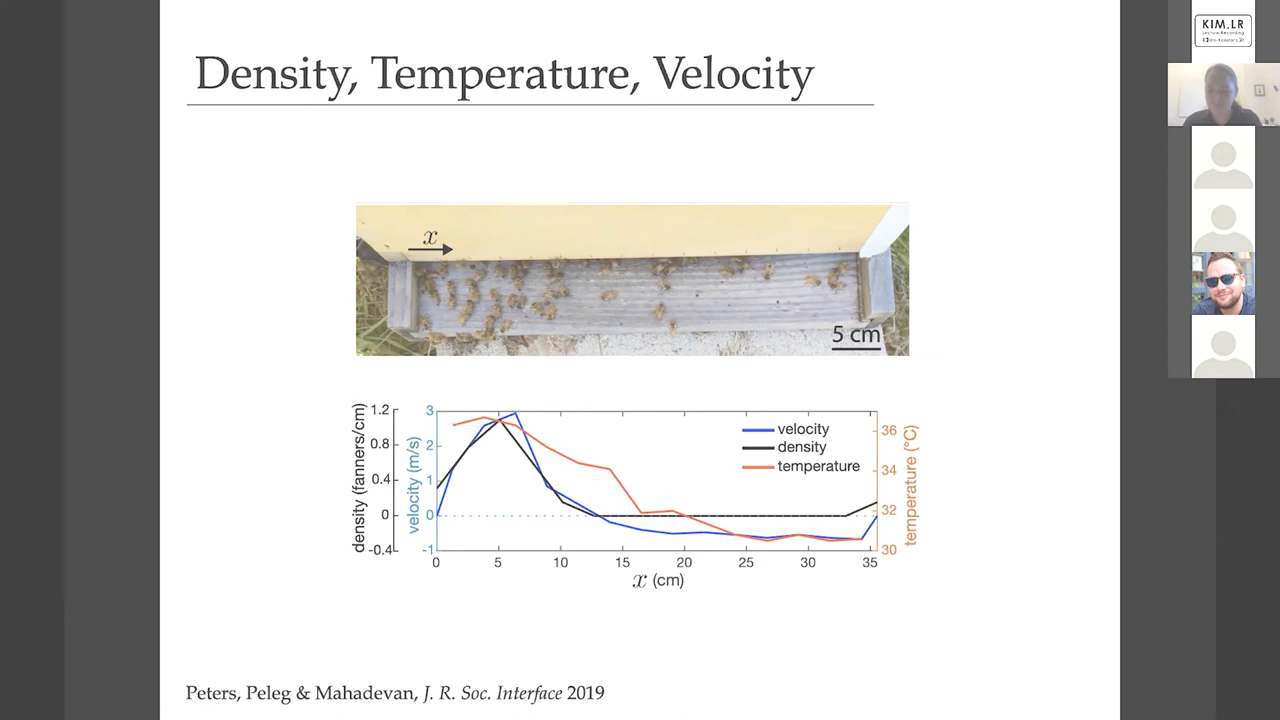 KIM.LR
Lecture Recording
Density, Temperature, Velocity
x
5 cm
density (fanners/cm)
1.2
0.8
0.4
0
-0.4
velocity (m/s)
3
2
1
0
-1
velocity
density
temperature
36
34
32
30
temperature (°C)
0 5 10 15 20 25 30 35
x (cm)
Peters, Peleg & Mahadevan, J. R. Soc. Interface 2019